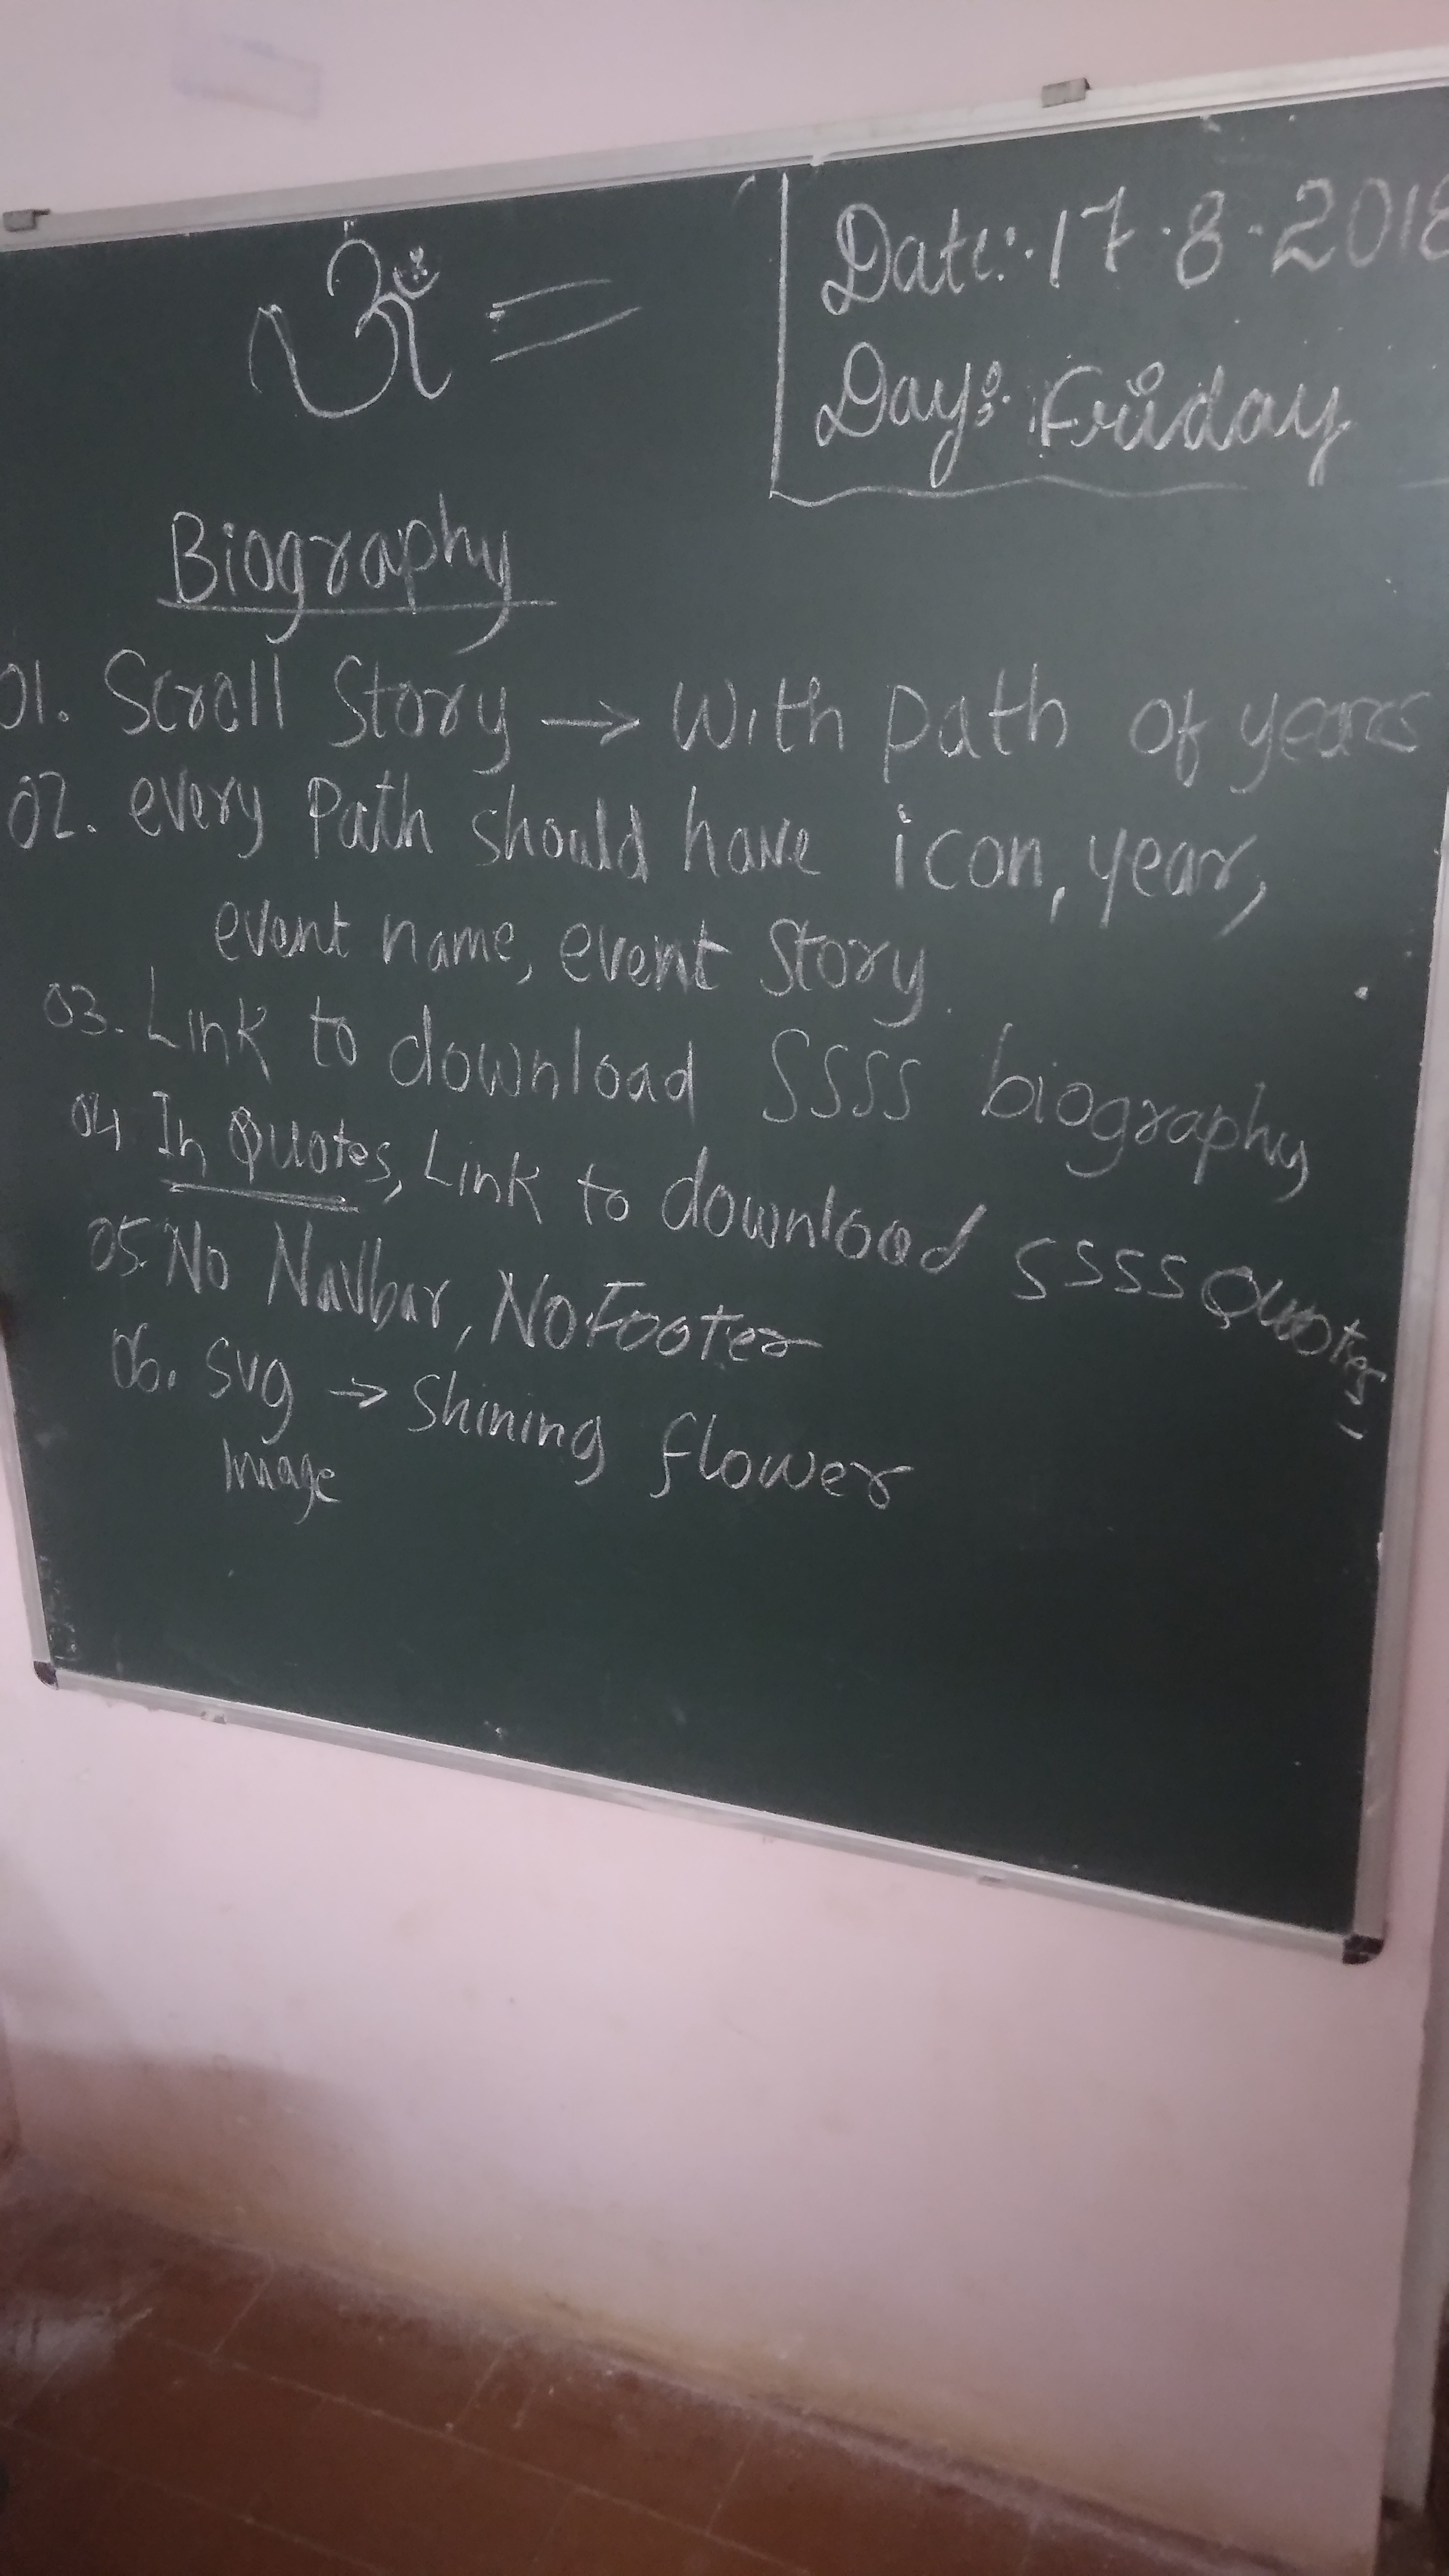 Date:- 17.8.2018
Day:- Friday
Biography
01. Scroll Story → With path of years
02. every Path should have icon, year,
event name, event Story.
03. Link to download SSSS biography
04 In Quotes, Link to download SSSS Quotes
05. No Navbar, No Footer
06. Svg → Shining flower
Image